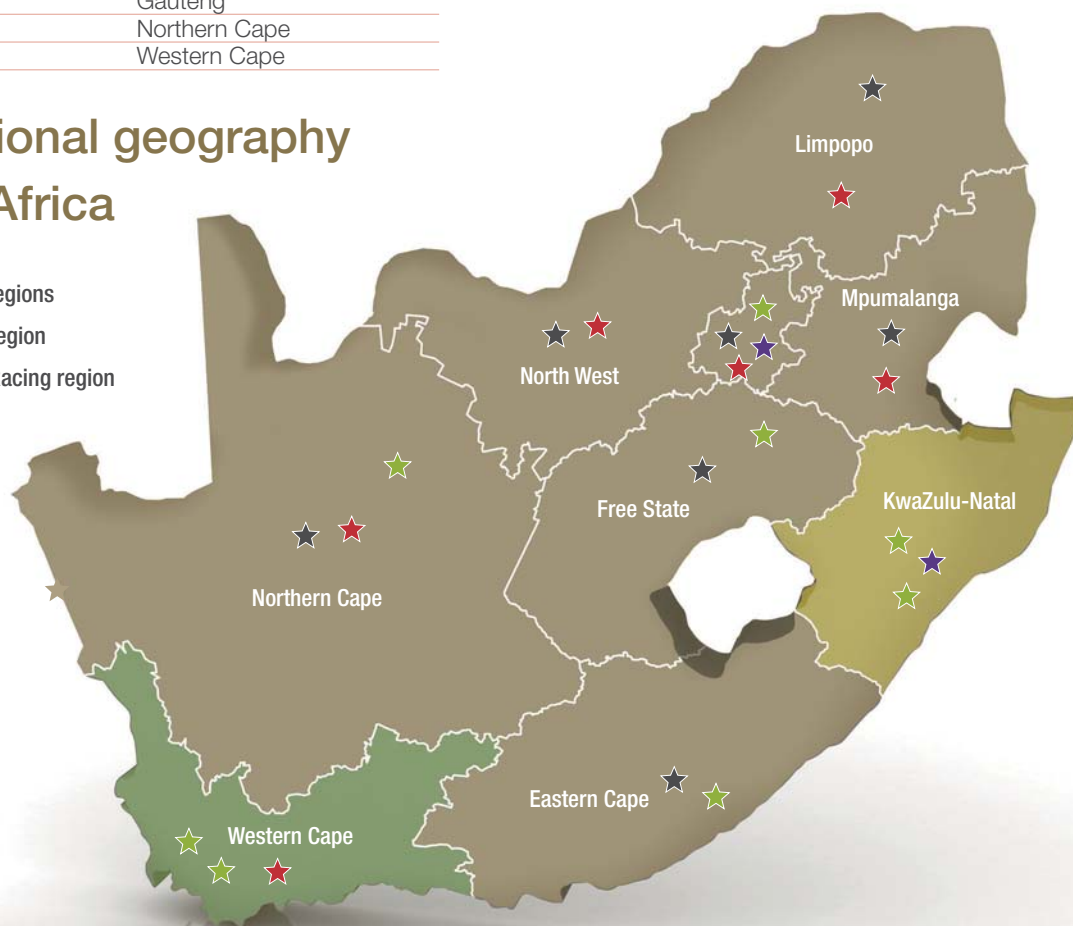 Gauteng
Northern Cape
Western Cape
ional geography
Africa
egions
egion
acing region
Limpopo
Mpumalanga
North West
KwaZulu-Natal
Free State
Northern Cape
Eastern Cape
Western Cape